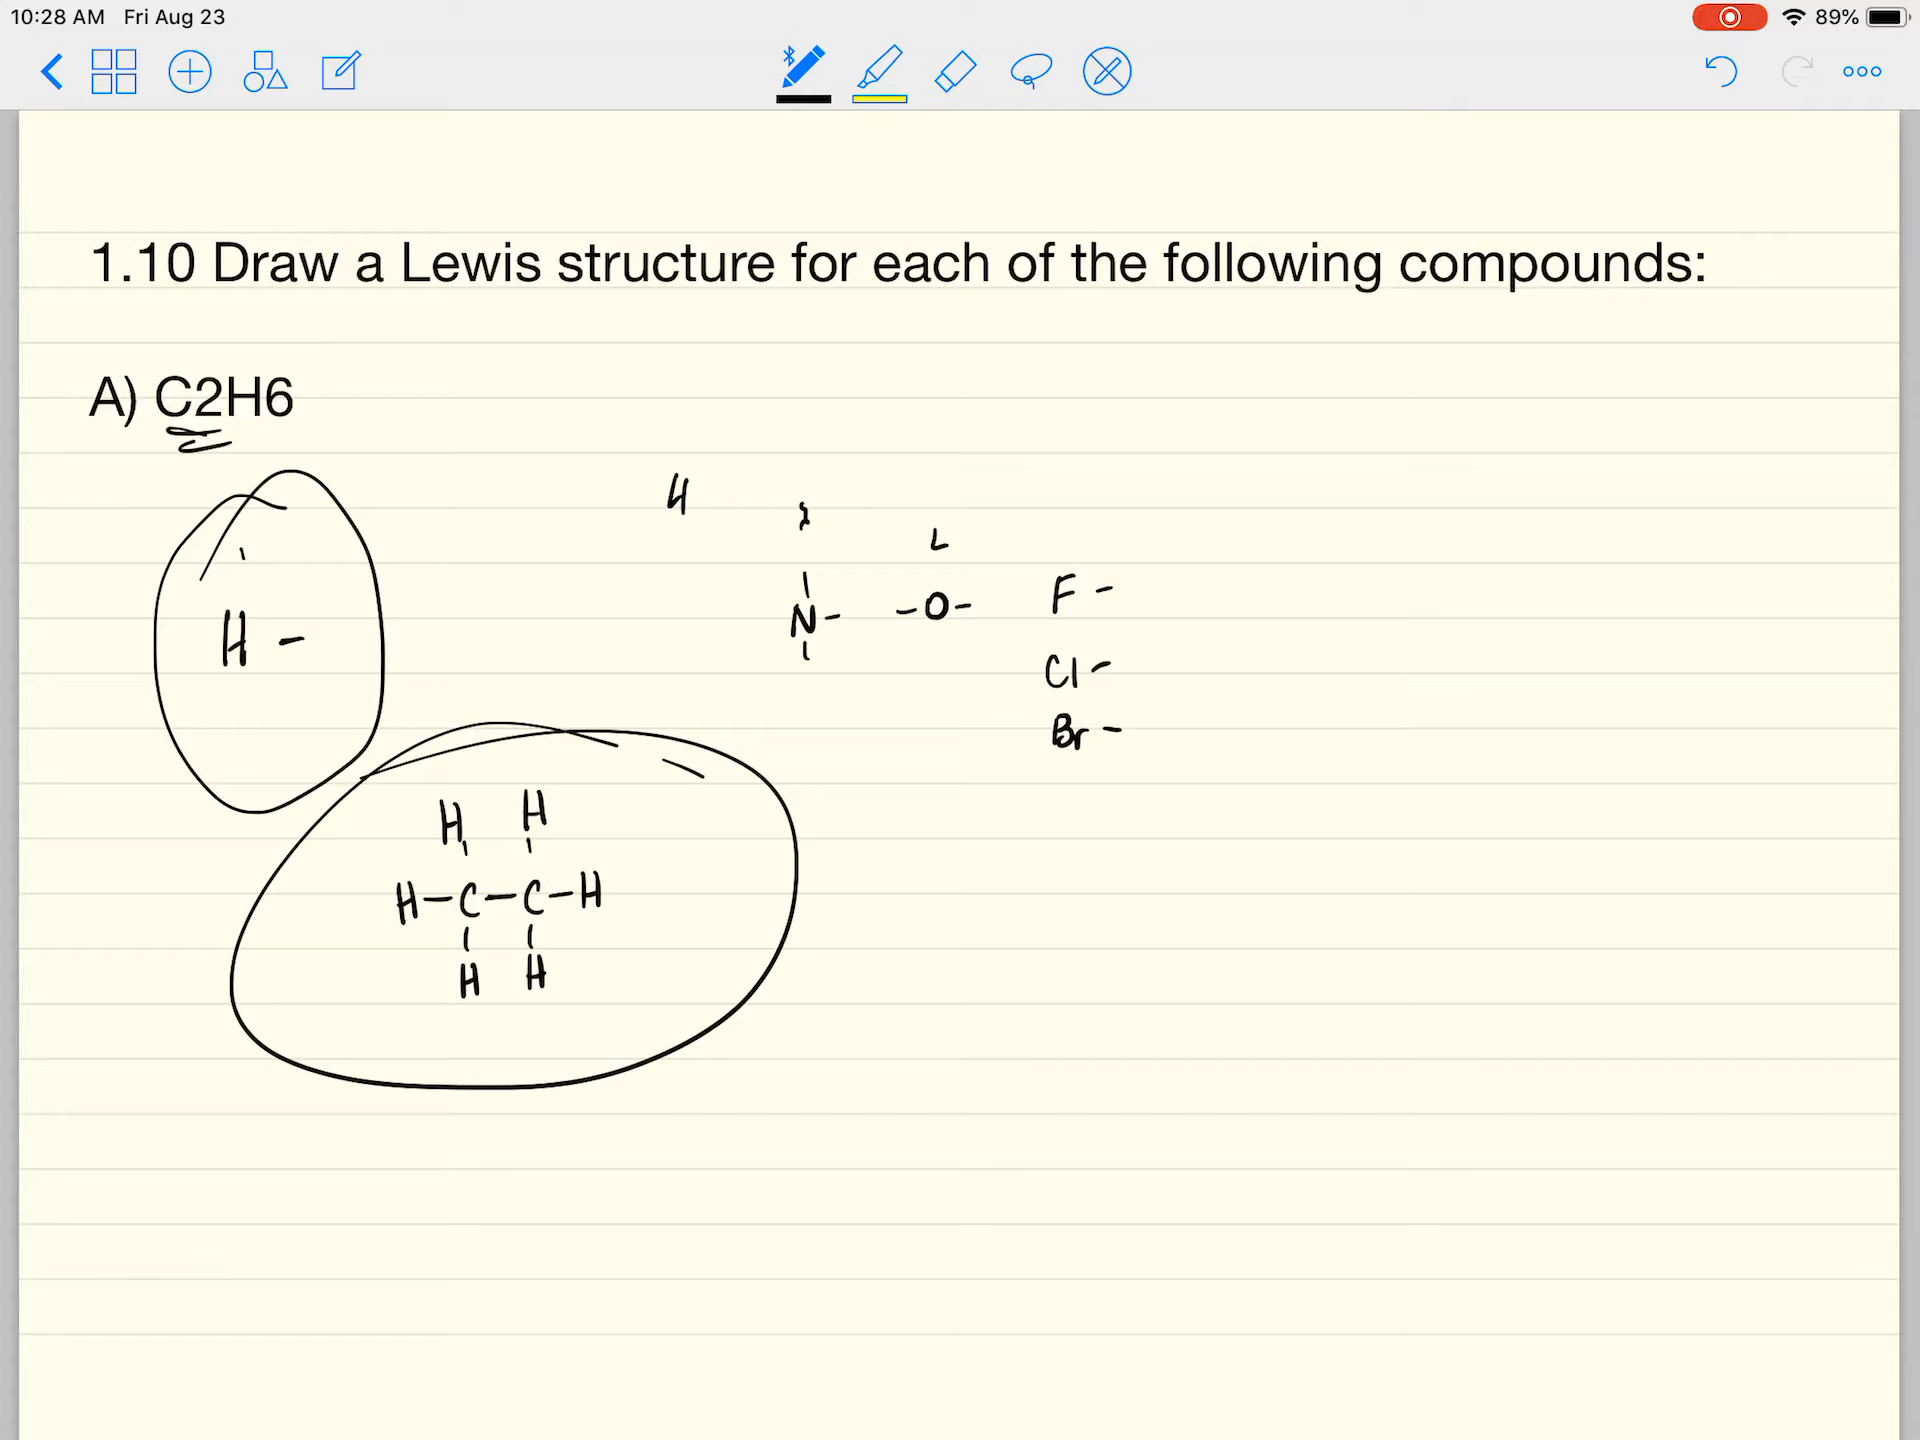 10:28 AM Fri Aug 23
89%
1.10 Draw a Lewis structure for each of the following compounds:
A) C2H6
4
H -
N -
- O -
F -
Cl -
Br -
H H
H - C - C - H
H H